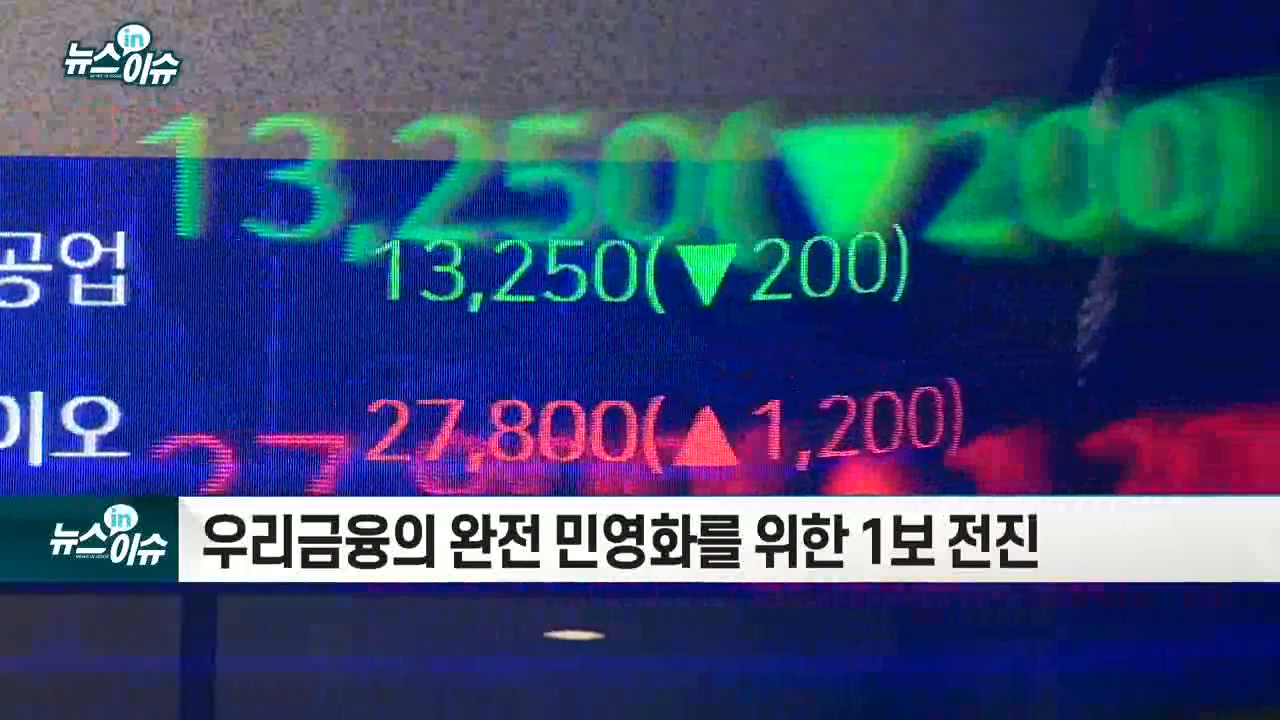 뉴스in이슈
13,250(▼200)
공업 13,250(▼200)
이오 27,800(▲1,200)
뉴스in이슈 우리금융의 완전 민영화를 위한 1보 전진